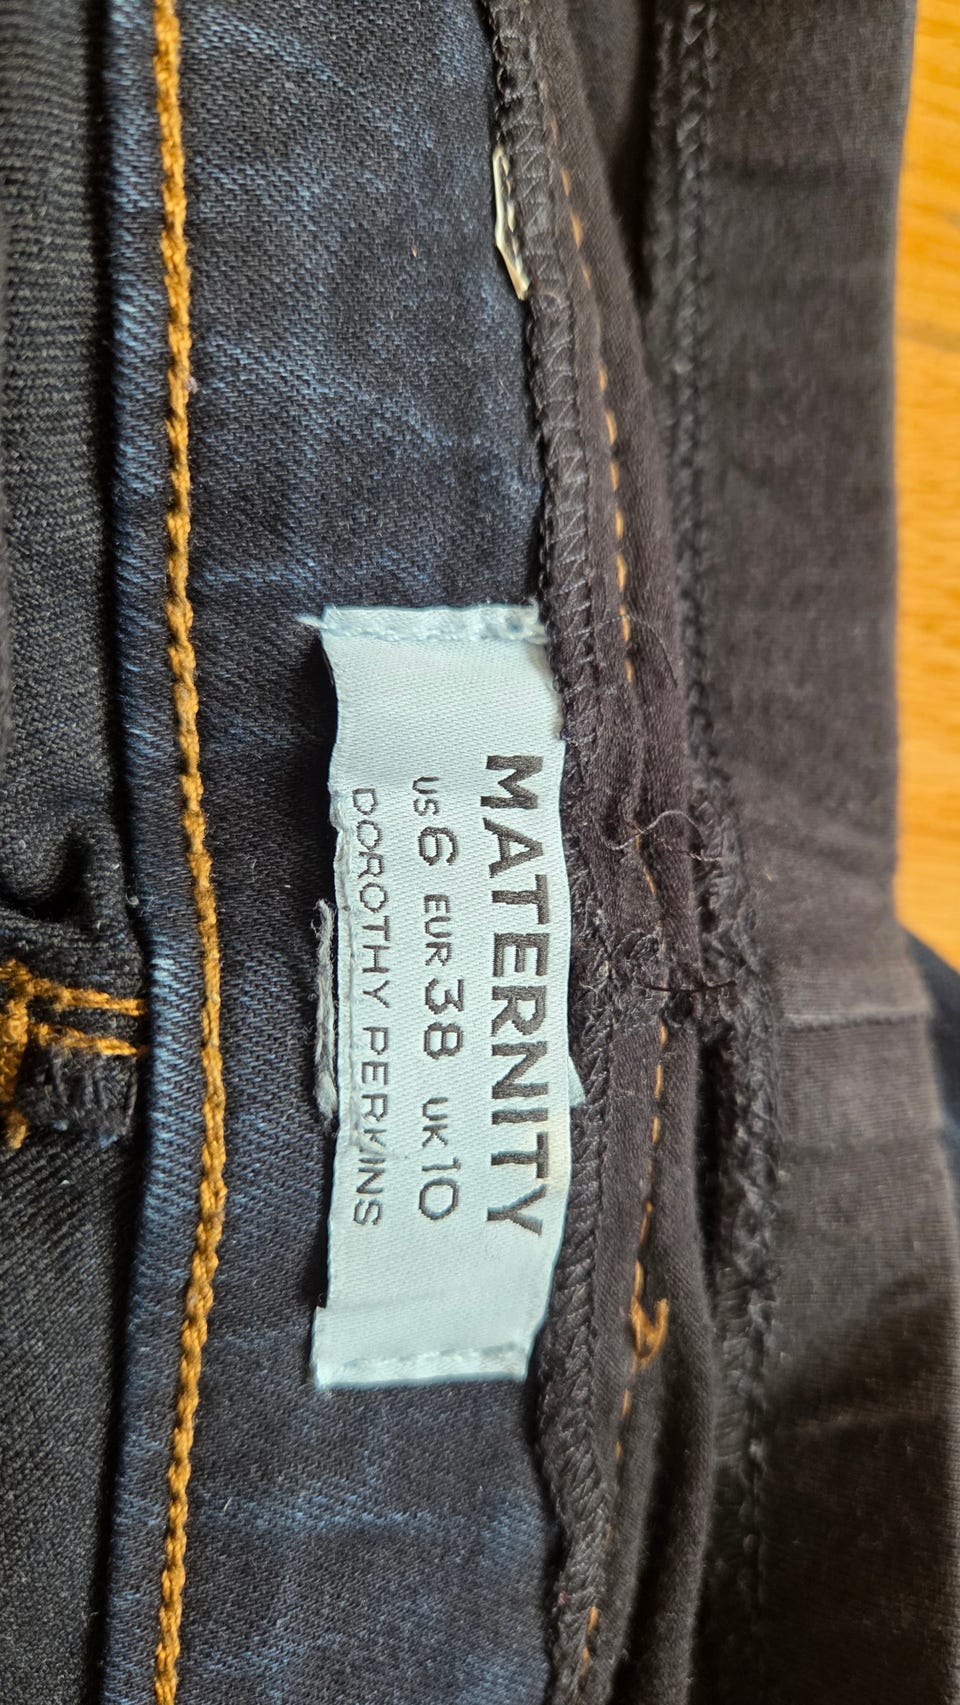 MATERNITY
US 6 EUR 38 UK 10
DOROTHY PERKINS